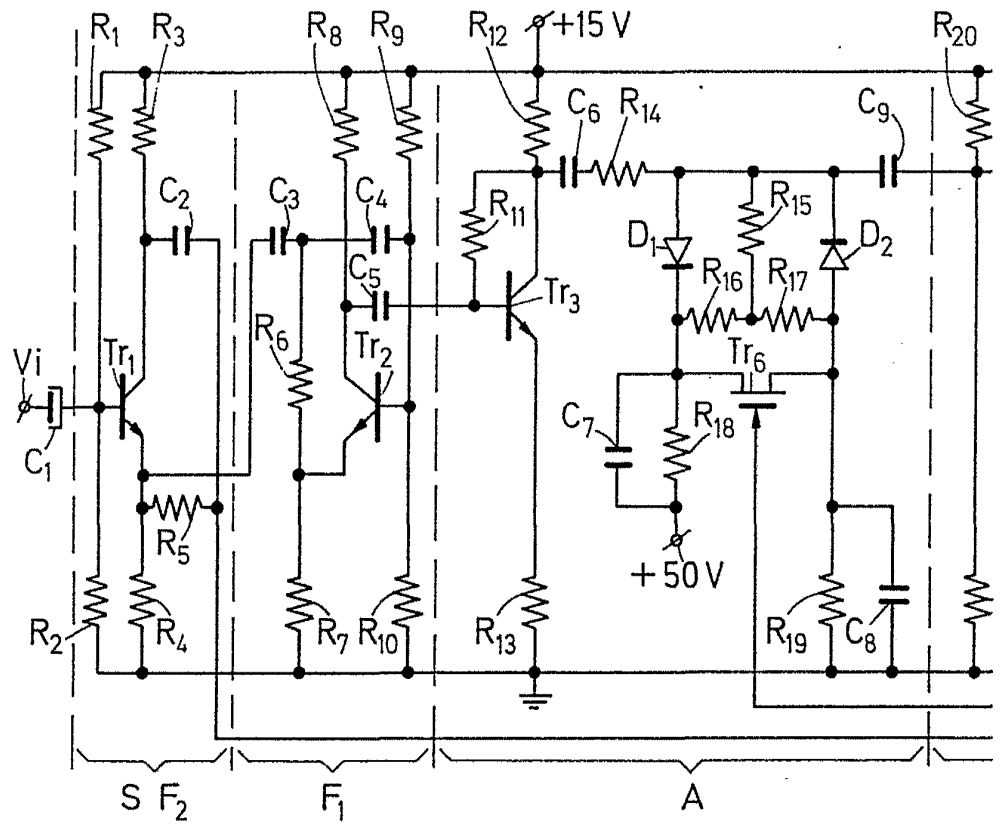 R1 R3 R8 R9 R12 +15 V R20
C6 R14 C9
C2 C3 C4 R11 R15
D1 D2
C5 R16 R17
Tr3
R6 Tr2 Tr6
Vi Tr1
C7 R18
C1
R5
+50 V
R2 R4 R7 R10 R13 R19 C8
S F2 F1 A